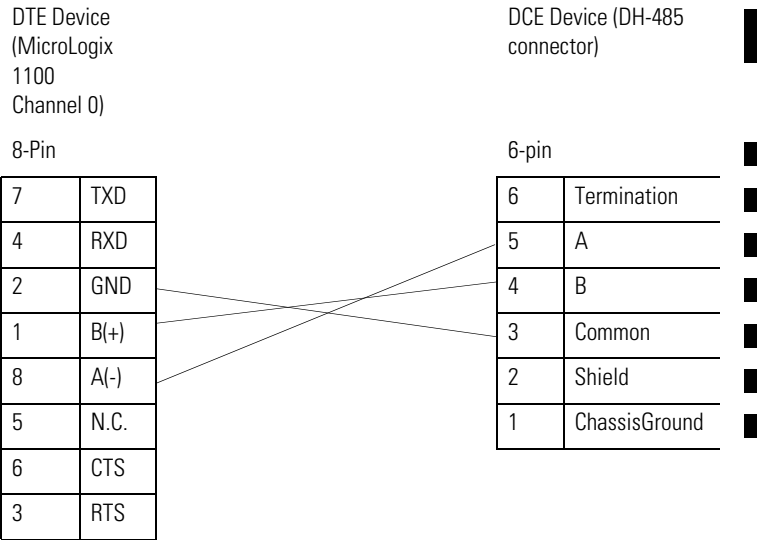 DTE Device
(MicroLogix
1100
Channel 0)
8-Pin
7 TXD
4 RXD
2 GND
1 B(+)
8 A(-)
5 N.C.
6 CTS
3 RTS
DCE Device (DH-485
connector)
6-pin
6 Termination
5 A
4 B
3 Common
2 Shield
1 ChassisGround